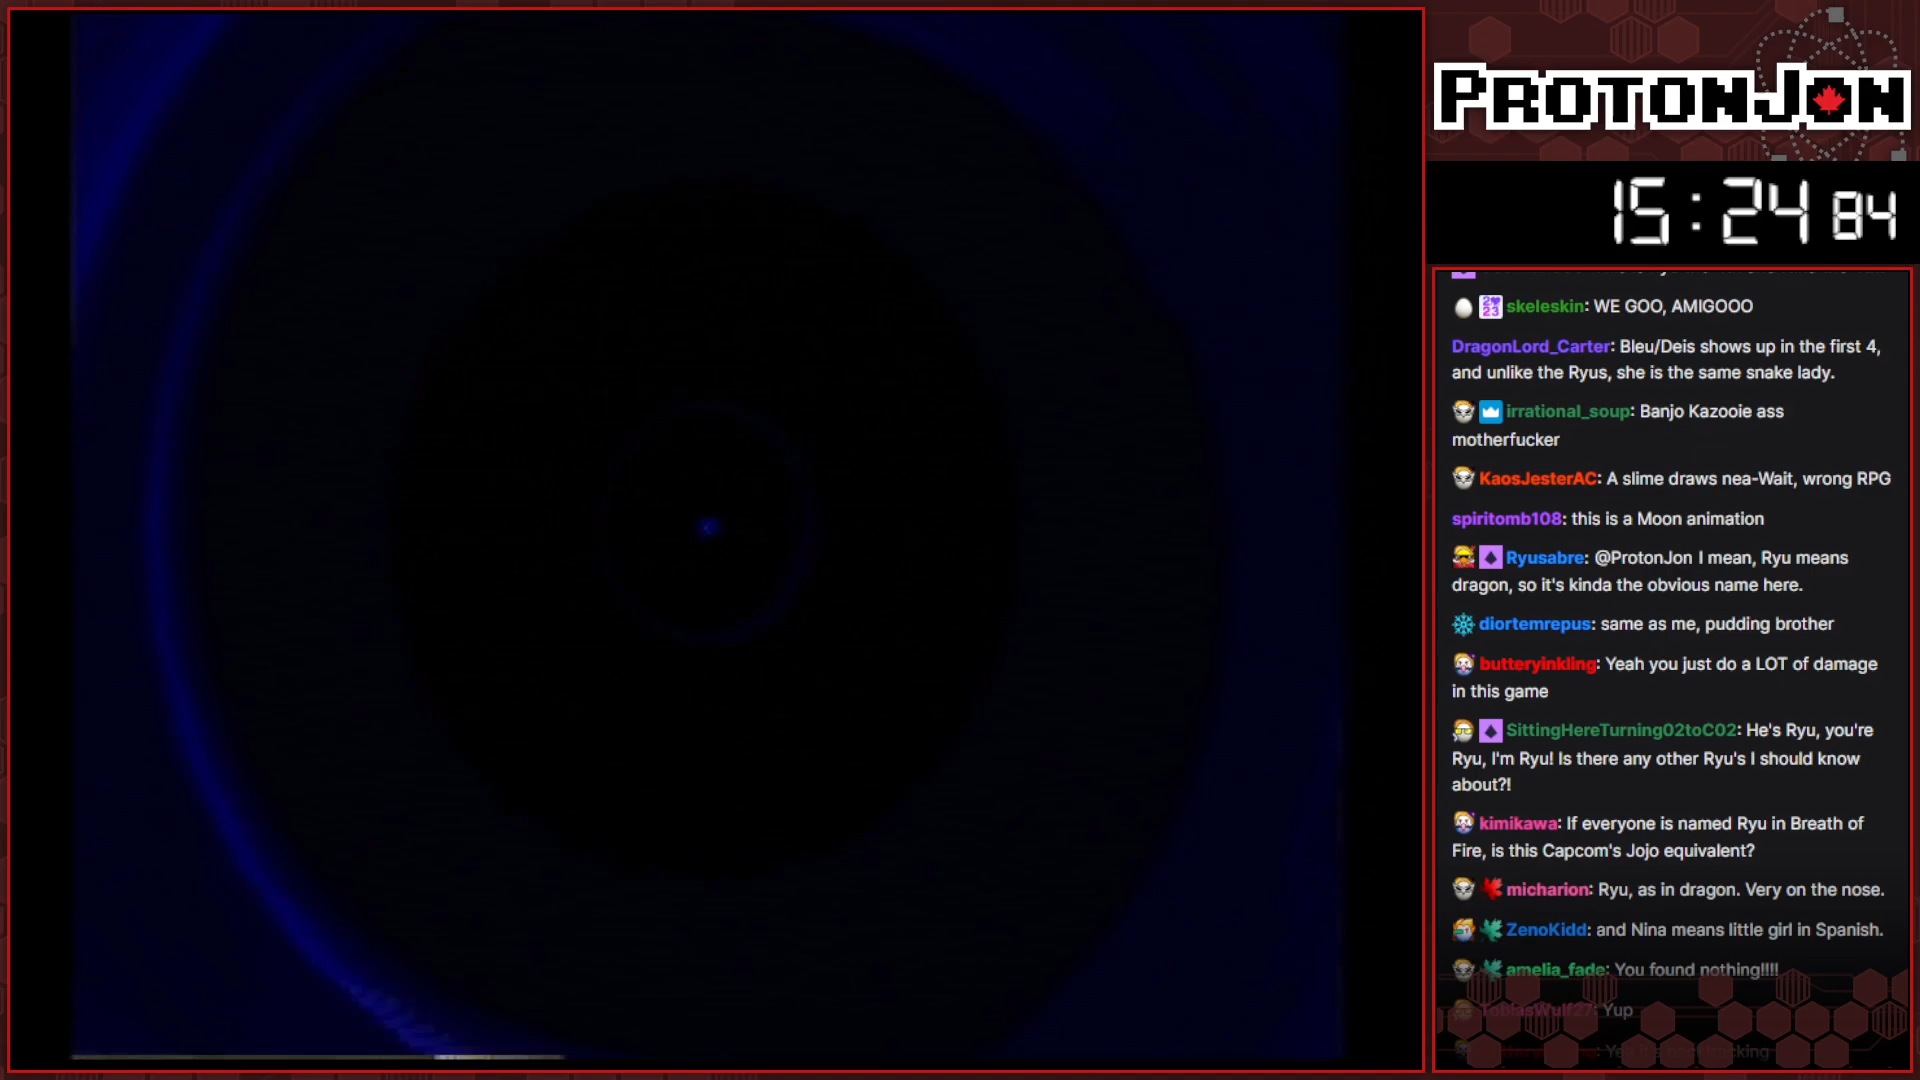 PROTONJON
15:24 84
skeleskin: WE GOO, AMIGOOO
DragonLord_Carter: Bleu/Deis shows up in the first 4,
and unlike the Ryus, she is the same snake lady.
irrational_soup: Banjo Kazooie ass
motherfucker
KaosJesterAC: A slime draws nea-Wait, wrong RPG
spiritomb108: this is a Moon animation
Ryusabre: @ProtonJon I mean, Ryu means
dragon, so it's kinda the obvious name here.
diortemrepus: same as me, pudding brother
butteryinkling: Yeah you just do a LOT of damage
in this game
SittingHereTurning02toC02: He's Ryu, you're
Ryu, I'm Ryu! Is there any other Ryu's I should know
about?!
kimikawa: If everyone is named Ryu in Breath of
Fire, is this Capcom's Jojo equivalent?
micharion: Ryu, as in dragon. Very on the nose.
ZenoKidd: and Nina means little girl in Spanish.
amelia_fade: You found nothing!!!!
TobiasWulf27: Yup